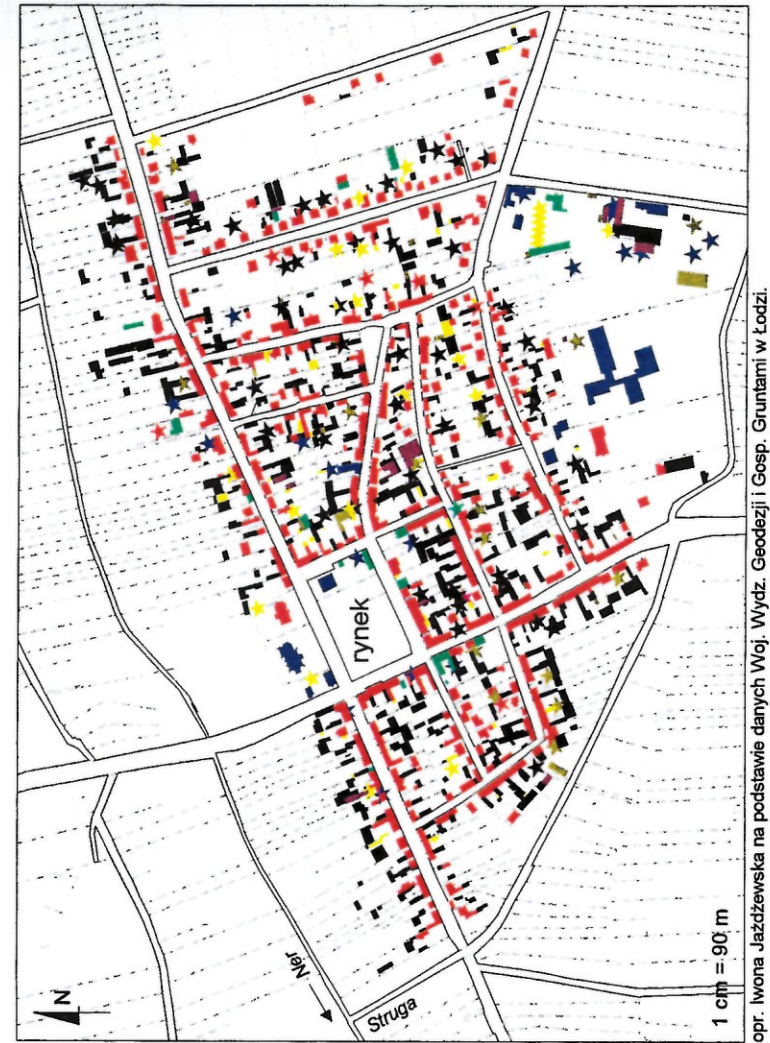 N
Ner
Struga
rynek
1 cm = 90 m
opr. Iwona Jażdżewska na podstawie danych Woj. Wydz. Geodezji i Gosp. Gruntami w Łodzi.